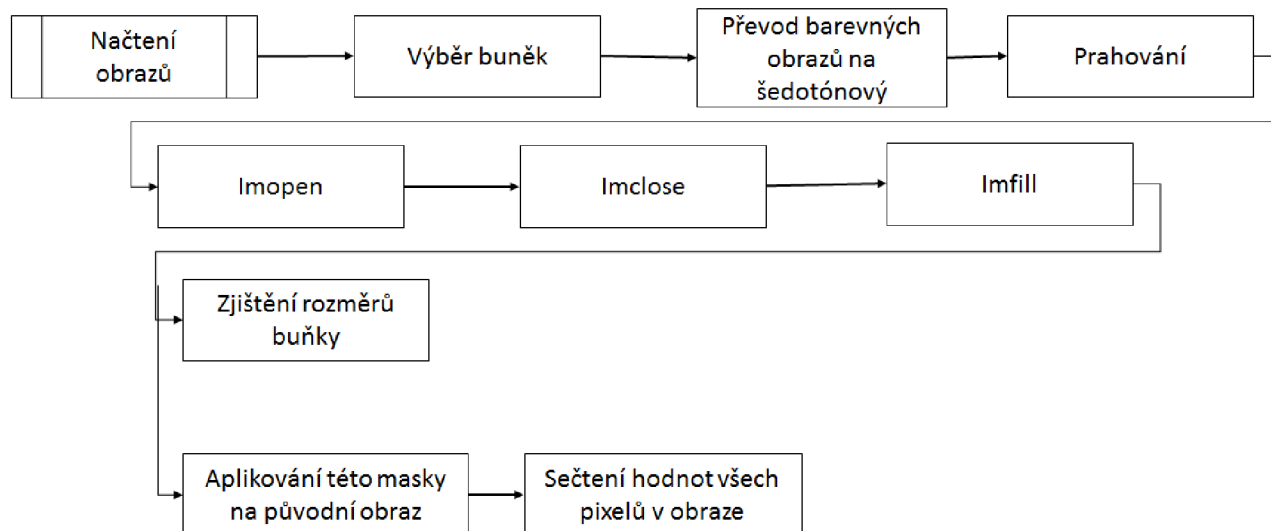 Načtení
obrazů
Výběr buněk
Převod barevných
obrazů na
šedotónový
Prahování
Imopen
Imclose
Imfill
Zjištění rozměrů
buňky
Aplikování této masky
na původní obraz
Sečtení hodnot všech
pixelů v obraze